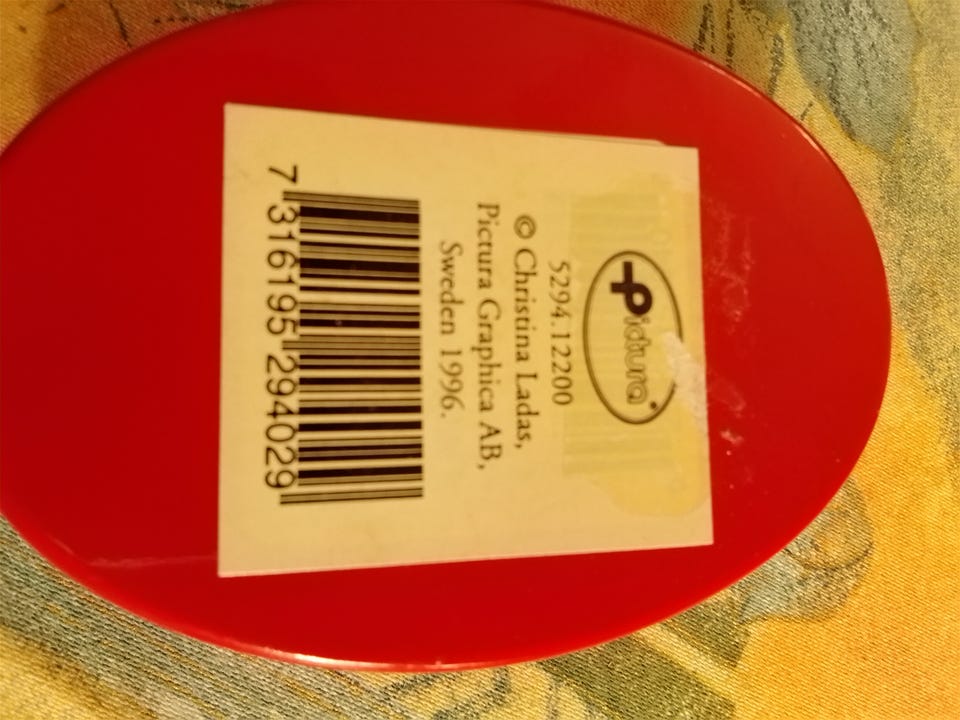 Pictura
5294.12200
© Christina Ladas,
Pictura Graphica AB,
Sweden 1996.
7 316195 294029